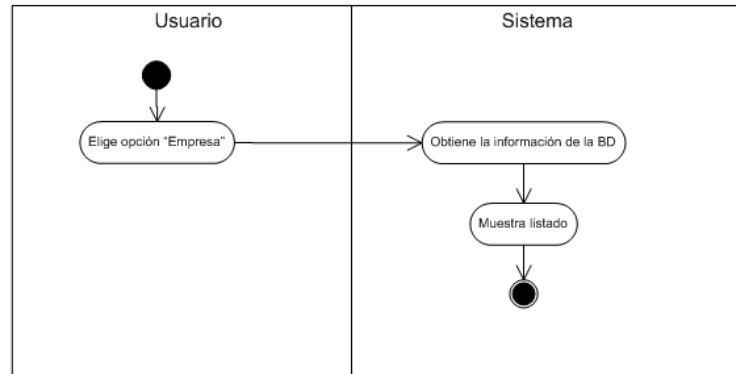 Usuario
Sistema
Elige opción “Empresa”
Obtiene la información de la BD
Muestra listado